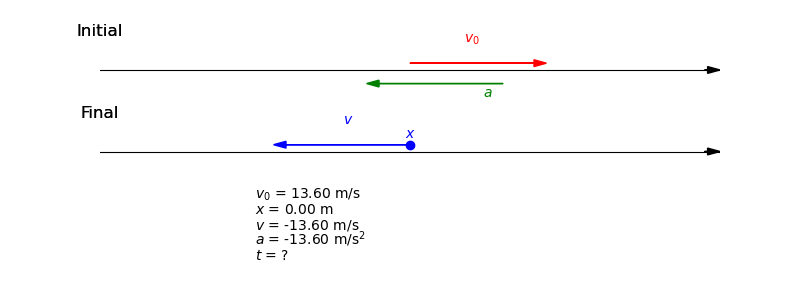 Initial
v₀
a
Final
v
x
v₀ = 13.60 m/s
x = 0.00 m
v = -13.60 m/s
a = -13.60 m/s²
t = ?